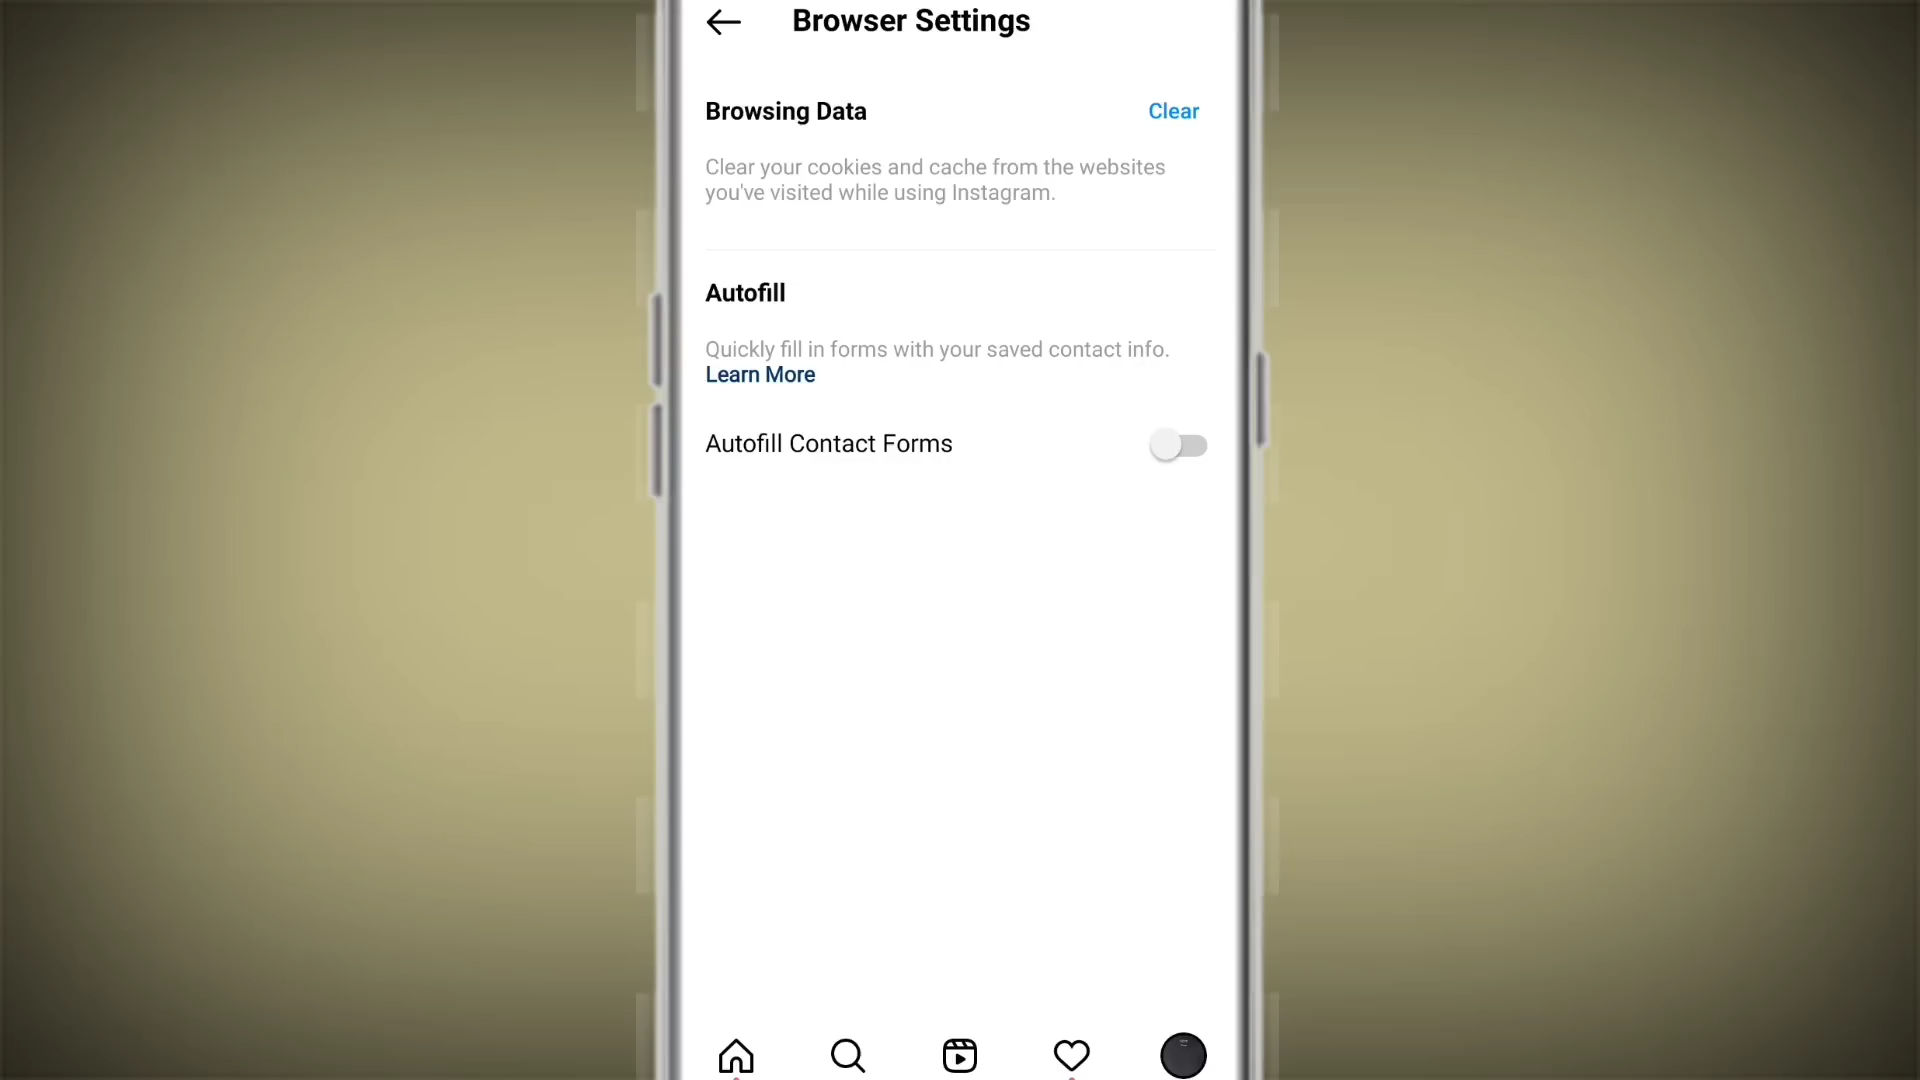 Browser Settings
Browsing Data
Clear
Clear your cookies and cache from the websites
you've visited while using Instagram.
Autofill
Quickly fill in forms with your saved contact info.
Learn More
Autofill Contact Forms